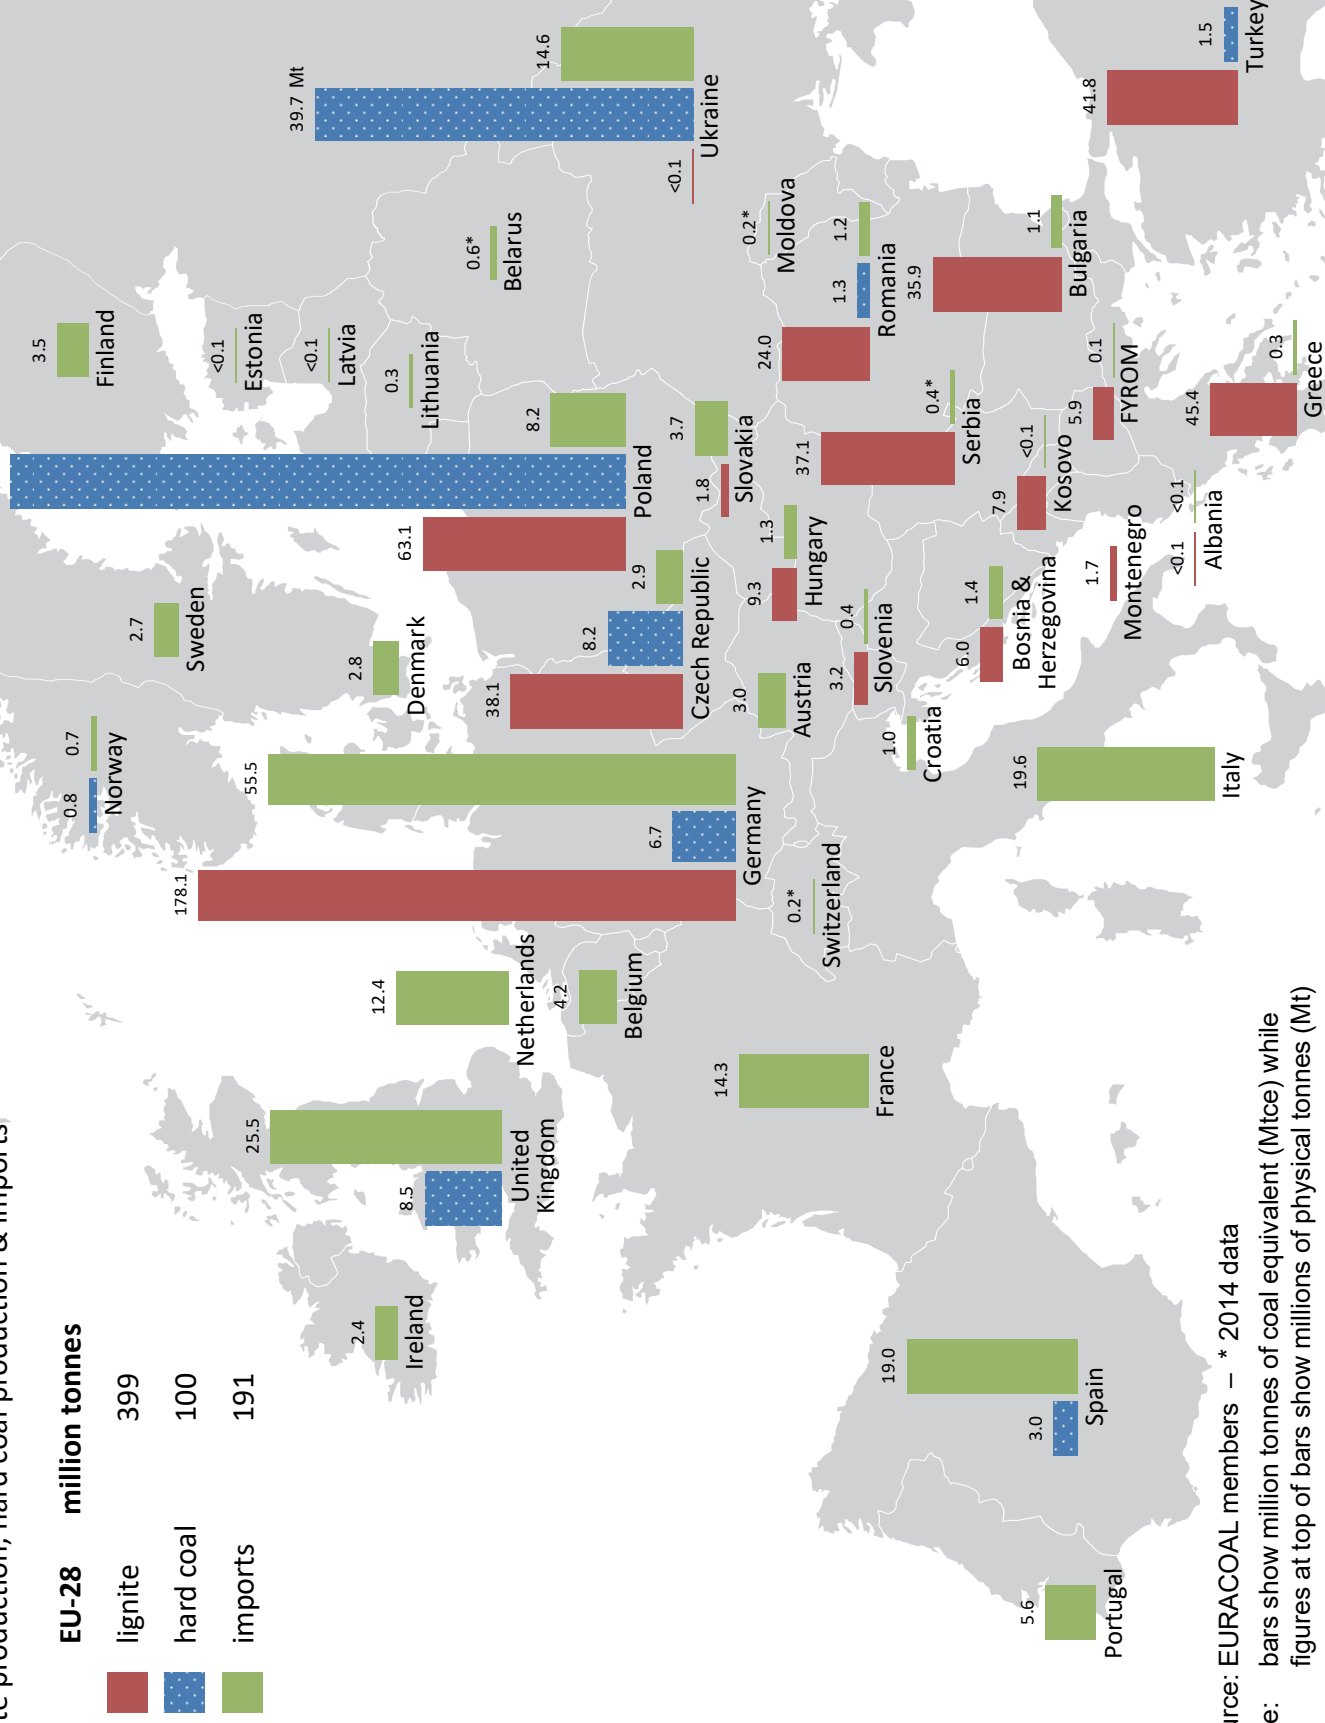 production, hard coal production & imports
EU-28 million tonnes
lignite 399
hard coal 100
imports 191
3.5
Finland
0.8
0.7
Norway
2.7
Sweden
<0.1
Estonia
<0.1
Latvia
0.3
Lithuania
0.6*
Belarus
2.8
Denmark
2.4
Ireland
8.5
25.5
United
Kingdom
12.4
Netherlands
4.2
Belgium
178.1
6.7
55.5
Germany
63.1
8.2
Poland
<0.1
39.7 Mt
14.6
Ukraine
38.1
8.2
2.9
Czech Republic
1.8
3.7
Slovakia
3.0
Austria
9.3
1.3
Hungary
0.2*
Moldova
14.3
France
0.2*
Switzerland
3.2
0.4
Slovenia
24.0
1.3
1.2
Romania
1.0
Croatia
37.1
0.4*
Serbia
6.0
1.4
Bosnia &
Herzegovina
7.9
<0.1
Kosovo
35.9
1.1
Bulgaria
5.6
Portugal
3.0
19.0
Spain
19.6
Italy
1.7
Montenegro
<0.1
<0.1
Albania
5.9
0.1
FYROM
45.4
0.3
Greece
41.8
1.5
Turkey
EURACOAL members – * 2014 data
bars show million tonnes of coal equivalent (Mtce) while
figures at top of bars show millions of physical tonnes (Mt)